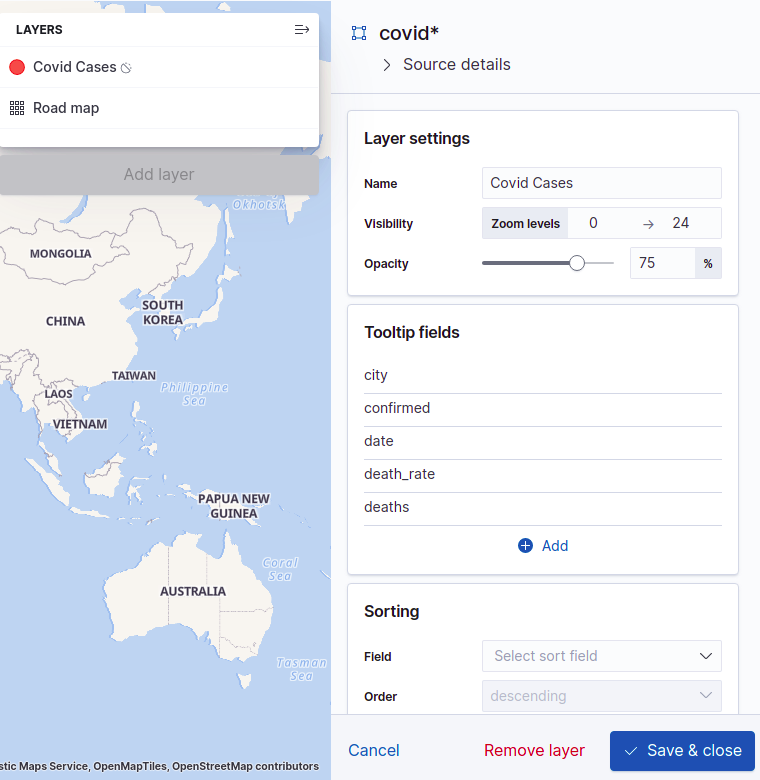 LAYERS
Covid Cases
Road map
Add layer
Okhotsk
MONGOLIA
SOUTH
KOREA
CHINA
TAIWAN
Philippine
Sea
LAOS
VIETNAM
PAPUA NEW
GUINEA
Coral
Sea
AUSTRALIA
Tasman
Sea
stic Maps Service, OpenMapTiles, OpenStreetMap contributors
covid*
Source details
Layer settings
Name Covid Cases
Visibility Zoom levels 0 → 24
Opacity 75 %
Tooltip fields
city
confirmed
date
death_rate
deaths
Add
Sorting
Field Select sort field
Order descending
Cancel Remove layer Save & close